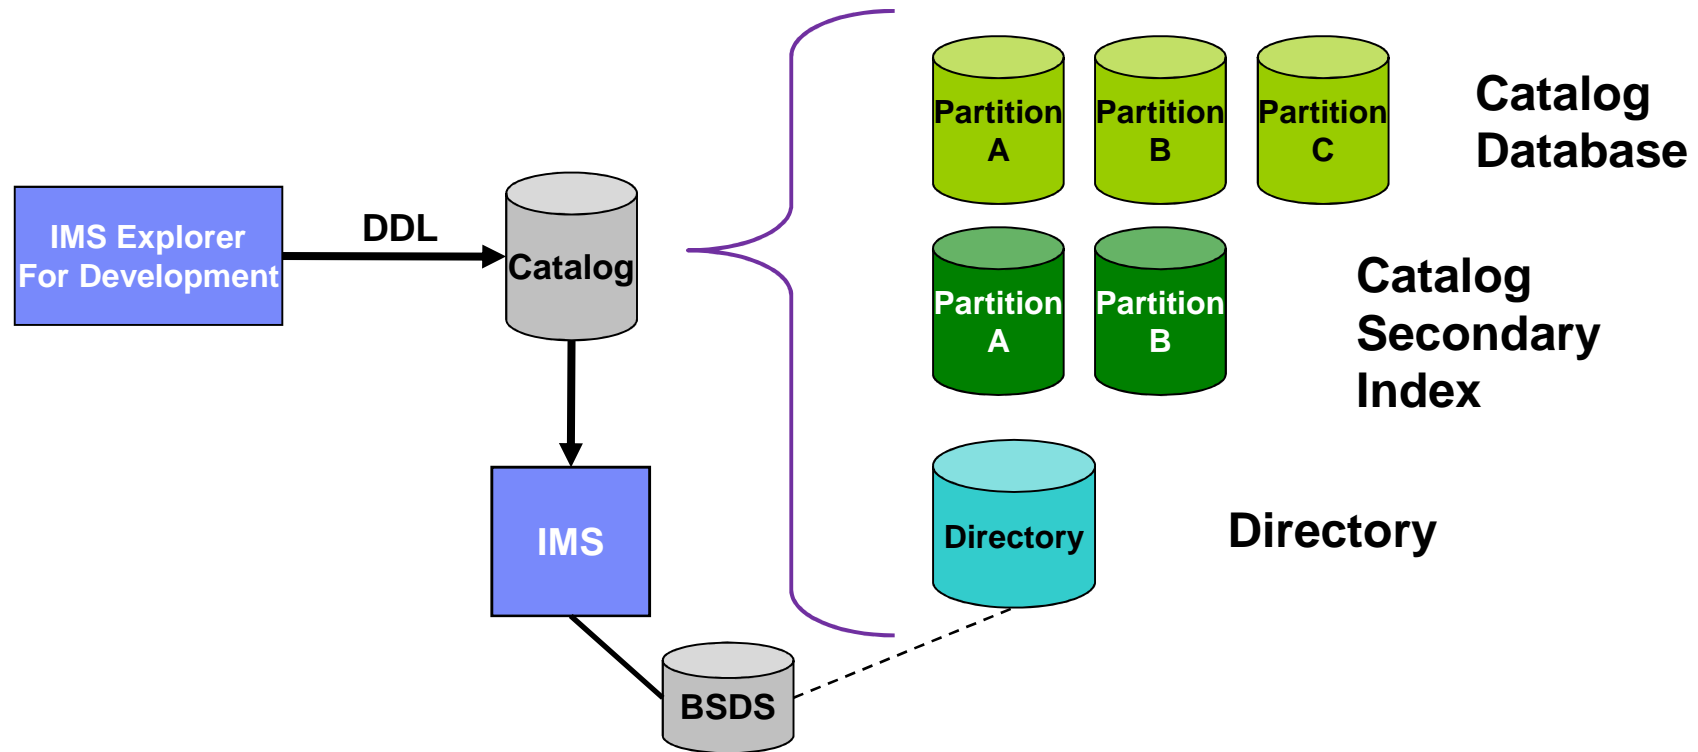 IMS Explorer
For Development
DDL
Catalog
IMS
BSDS
Partition
A
Partition
B
Partition
C
Catalog
Database
Partition
A
Partition
B
Catalog
Secondary
Index
Directory
Directory